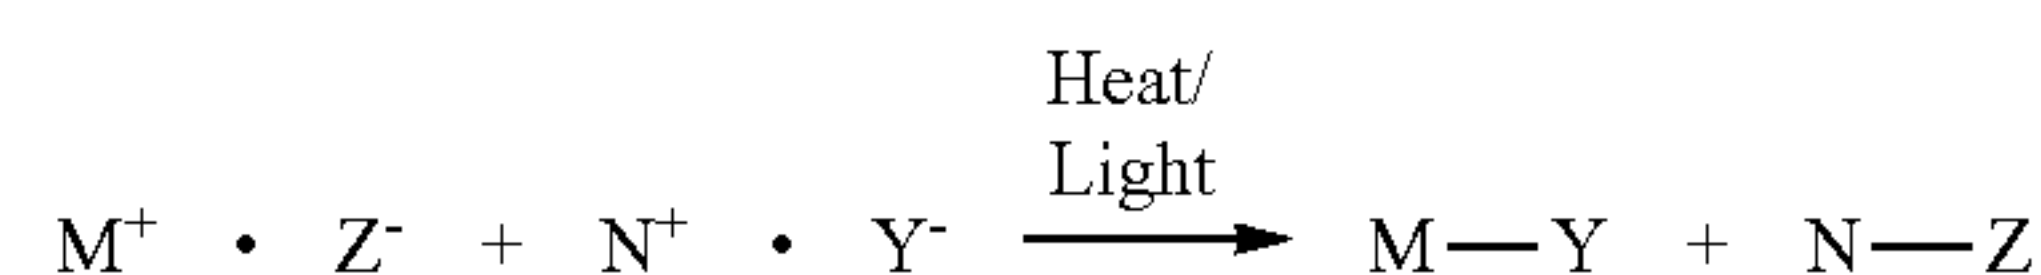 Heat/
Light
M⁺ • Z⁻ + N⁺ • Y⁻ ⟶ M—Y + N—Z